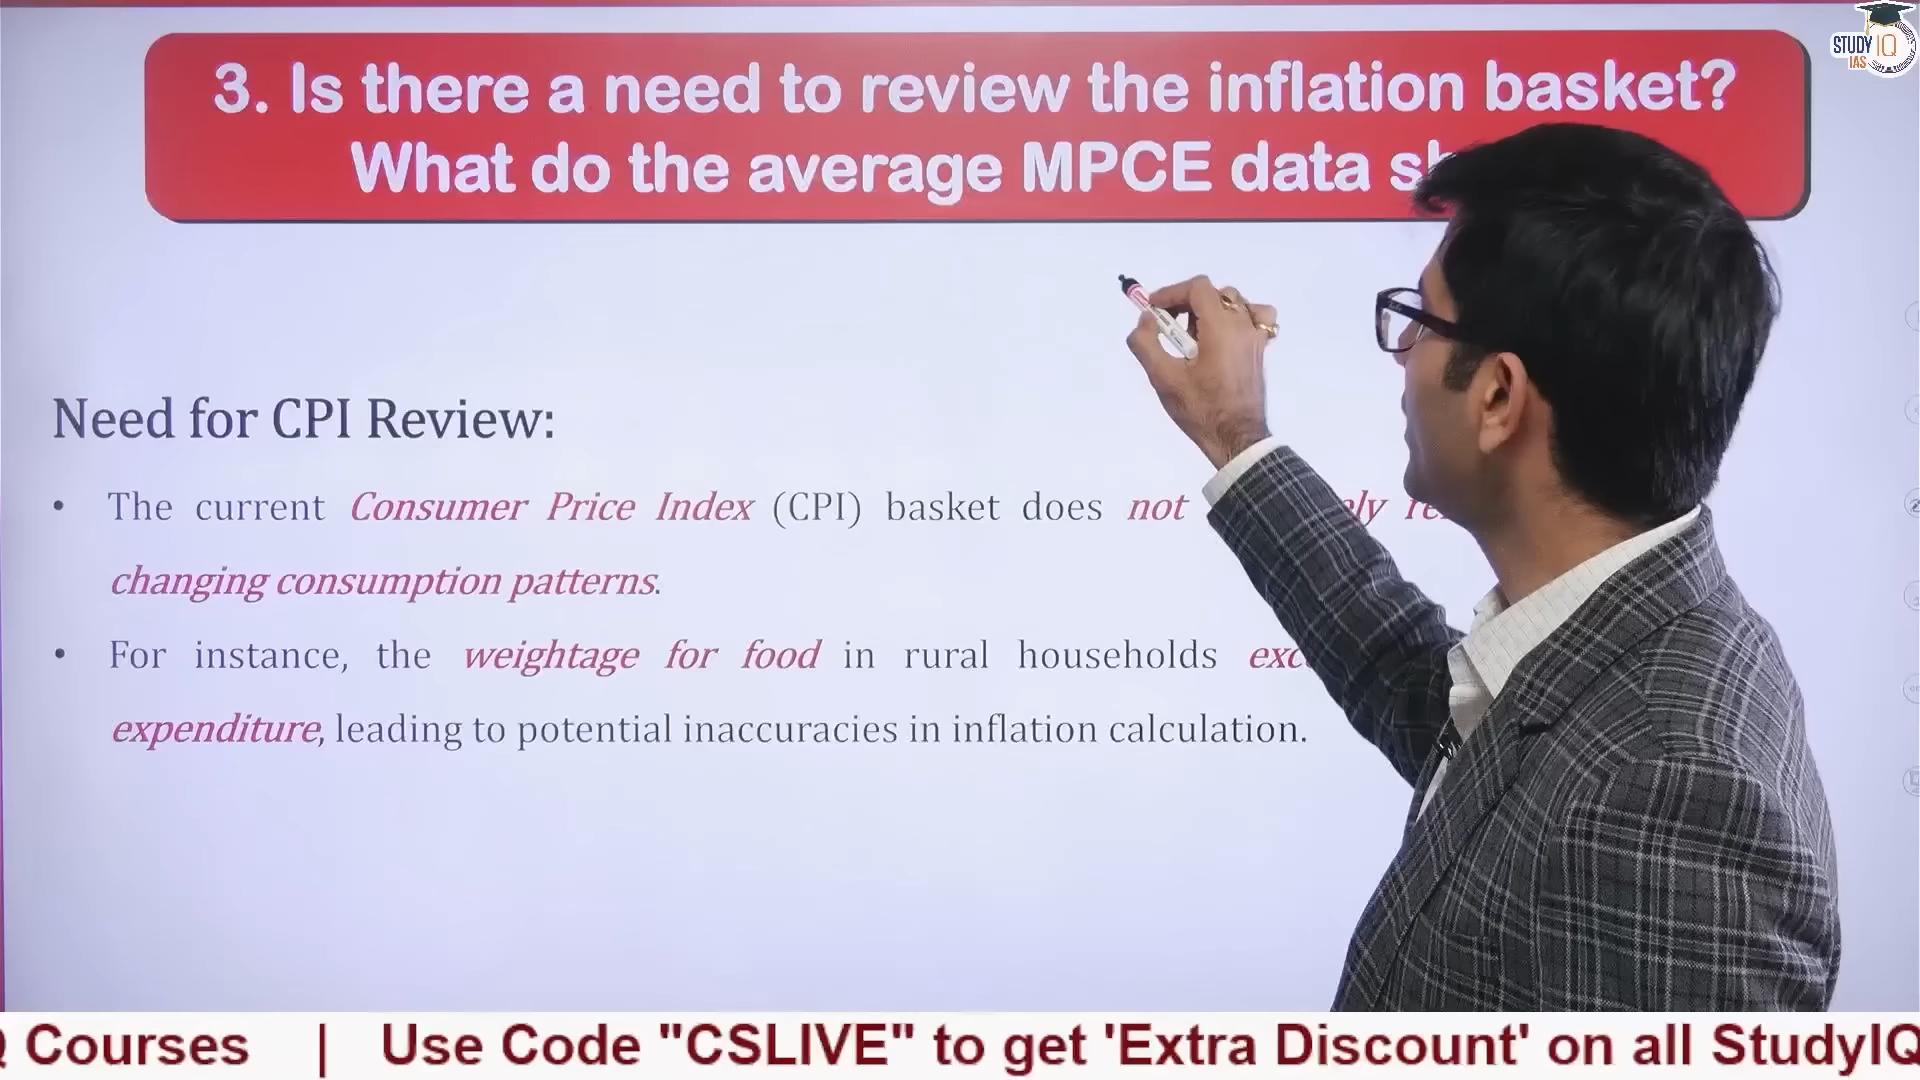 STUDY IQ
IAS
3. Is there a need to review the inflation basket?
What do the average MPCE data
Need for CPI Review:
• The current Consumer Price Index (CPI) basket does not
changing consumption patterns.
• For instance, the weightage for food in rural households
expenditure, leading to potential inaccuracies in inflation calculation.
Courses | Use Code "CSLIVE" to get 'Extra Discount' on all StudyIQ